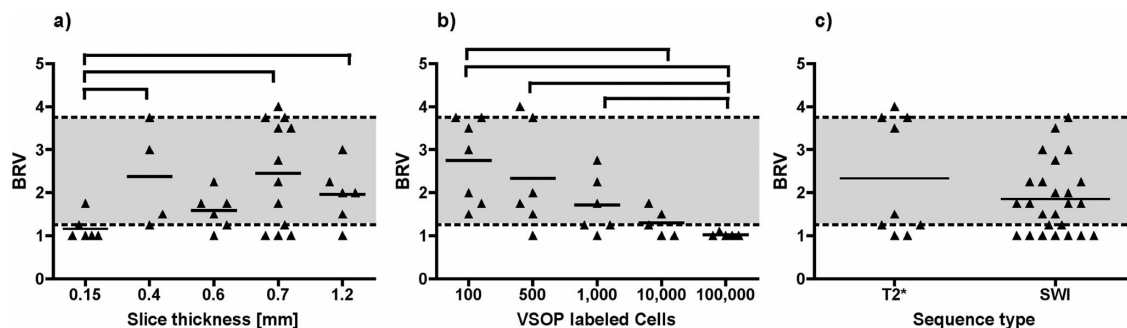 a)
BRV
5
4
3
2
1
0
0.15 0.4 0.6 0.7 1.2
Slice thickness [mm]
b)
BRV
5
4
3
2
1
0
100 500 1,000 10,000 100,000
VSOP labeled Cells
c)
BRV
5
4
3
2
1
0
T2* SWI
Sequence type